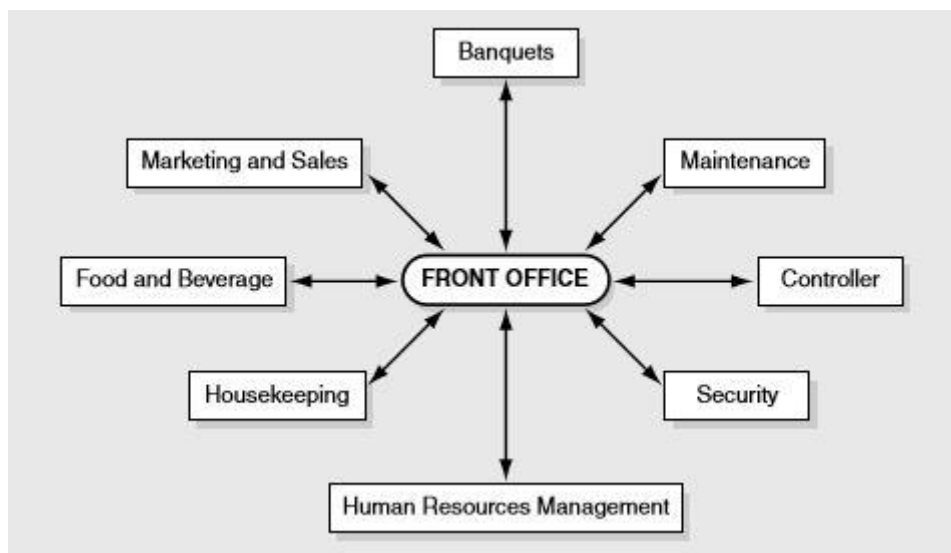 Banquets
Marketing and Sales
Maintenance
Food and Beverage
FRONT OFFICE
Controller
Housekeeping
Security
Human Resources Management